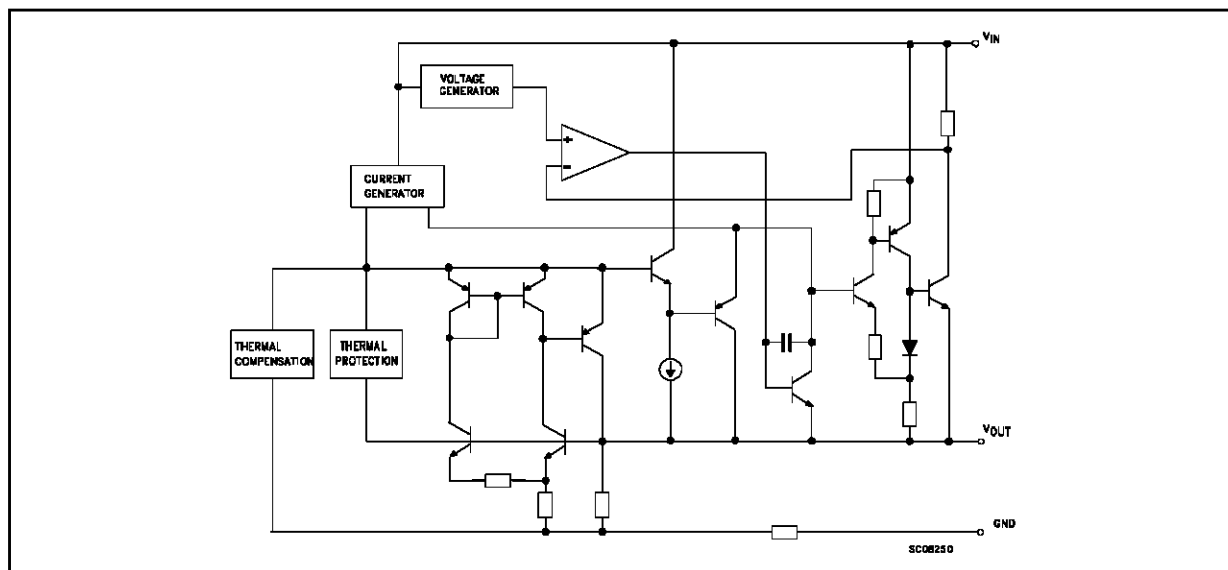 VIN
VOLTAGE
GENERATOR
+
−
CURRENT
GENERATOR
THERMAL
COMPENSATION
THERMAL
PROTECTION
VOUT
GND
SC08250